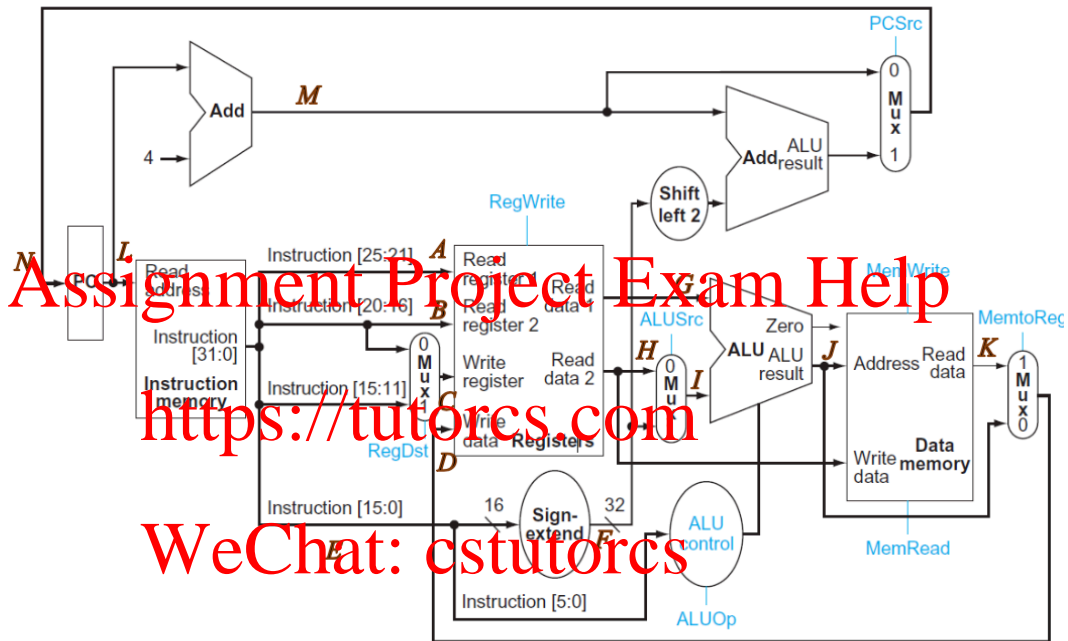 PCSrc
0
Mux
1
Add
M
4
Add ALU result
Shift left 2
RegWrite
N
L
PC
Read address
Instruction [31:0]
Instruction memory
Instruction [25:21]
A
Instruction [20:16]
B
Instruction [15:11]
0
Mux
1
RegDst
C
D
Read register 1
Read register 2
Write register
Write data
Read data 1
Read data 2
Registers
G
ALUSrc
H
0
Mu
I
Zero
ALU ALU result
J
MemWrite
Address
Read data
Write data
Data memory
MemRead
K
MemtoReg
1
Mux
0
Instruction [15:0]
E
16
Sign-extend
32
F
ALU control
ALUOp
Instruction [5:0]
Assignment Project Exam Help
https://tutorcs.com
WeChat: cstutorcs